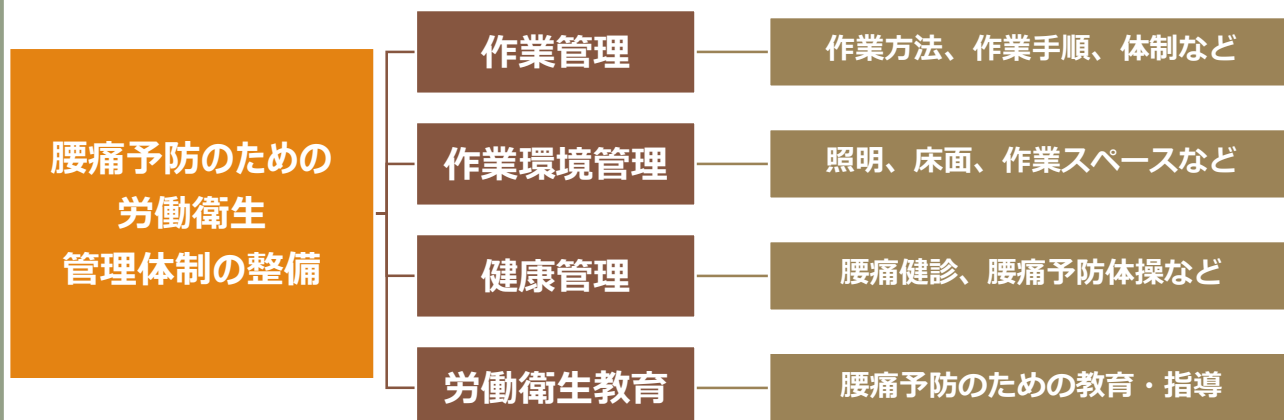 腰痛予防のための
労働衛生
管理体制の整備
作業管理
作業方法、作業手順、体制など
作業環境管理
照明、床面、作業スペースなど
健康管理
腰痛健診、腰痛予防体操など
労働衛生教育
腰痛予防のための教育・指導